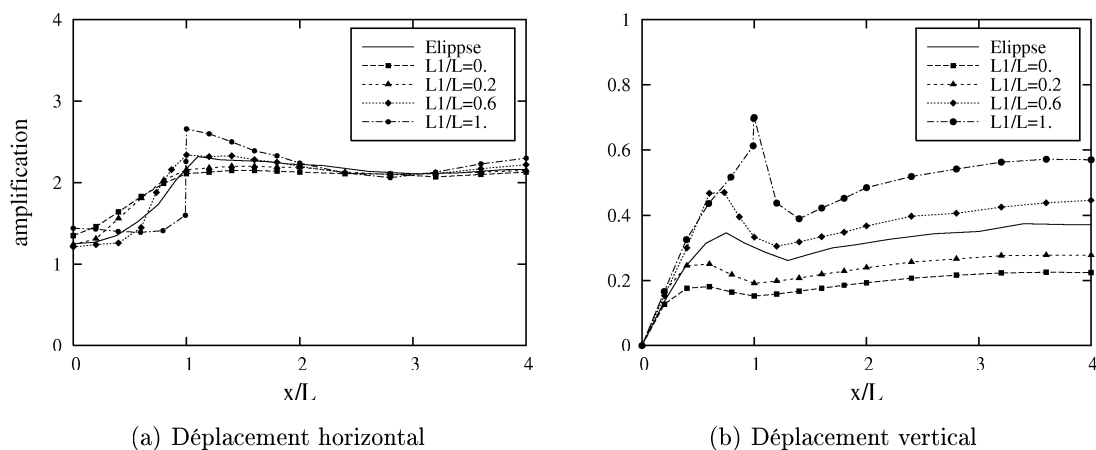 4
3
2
1
0
amplification
0
1
2
3
4
x/L
Elippse
L1/L=0.
L1/L=0.2
L1/L=0.6
L1/L=1.
(a) Déplacement horizontal
1
0.8
0.6
0.4
0.2
0
0
1
2
3
4
x/L
Elippse
L1/L=0.
L1/L=0.2
L1/L=0.6
L1/L=1.
(b) Déplacement vertical